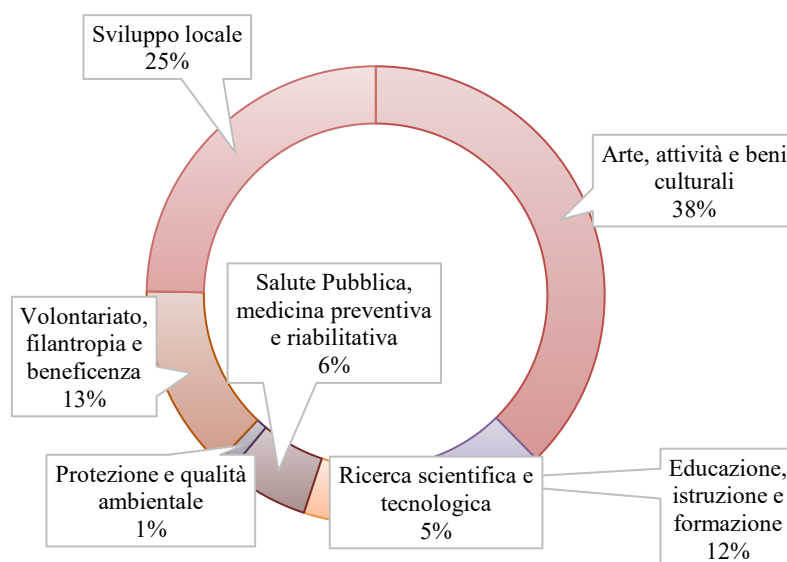 Sviluppo locale
25%
Arte, attività e beni
culturali
38%
Salute Pubblica,
medicina preventiva
e riabilitativa
6%
Volontariato,
filantropia e
beneficenza
13%
Protezione e qualità
ambientale
1%
Ricerca scientifica e
tecnologica
5%
Educazione,
istruzione e
formazione
12%